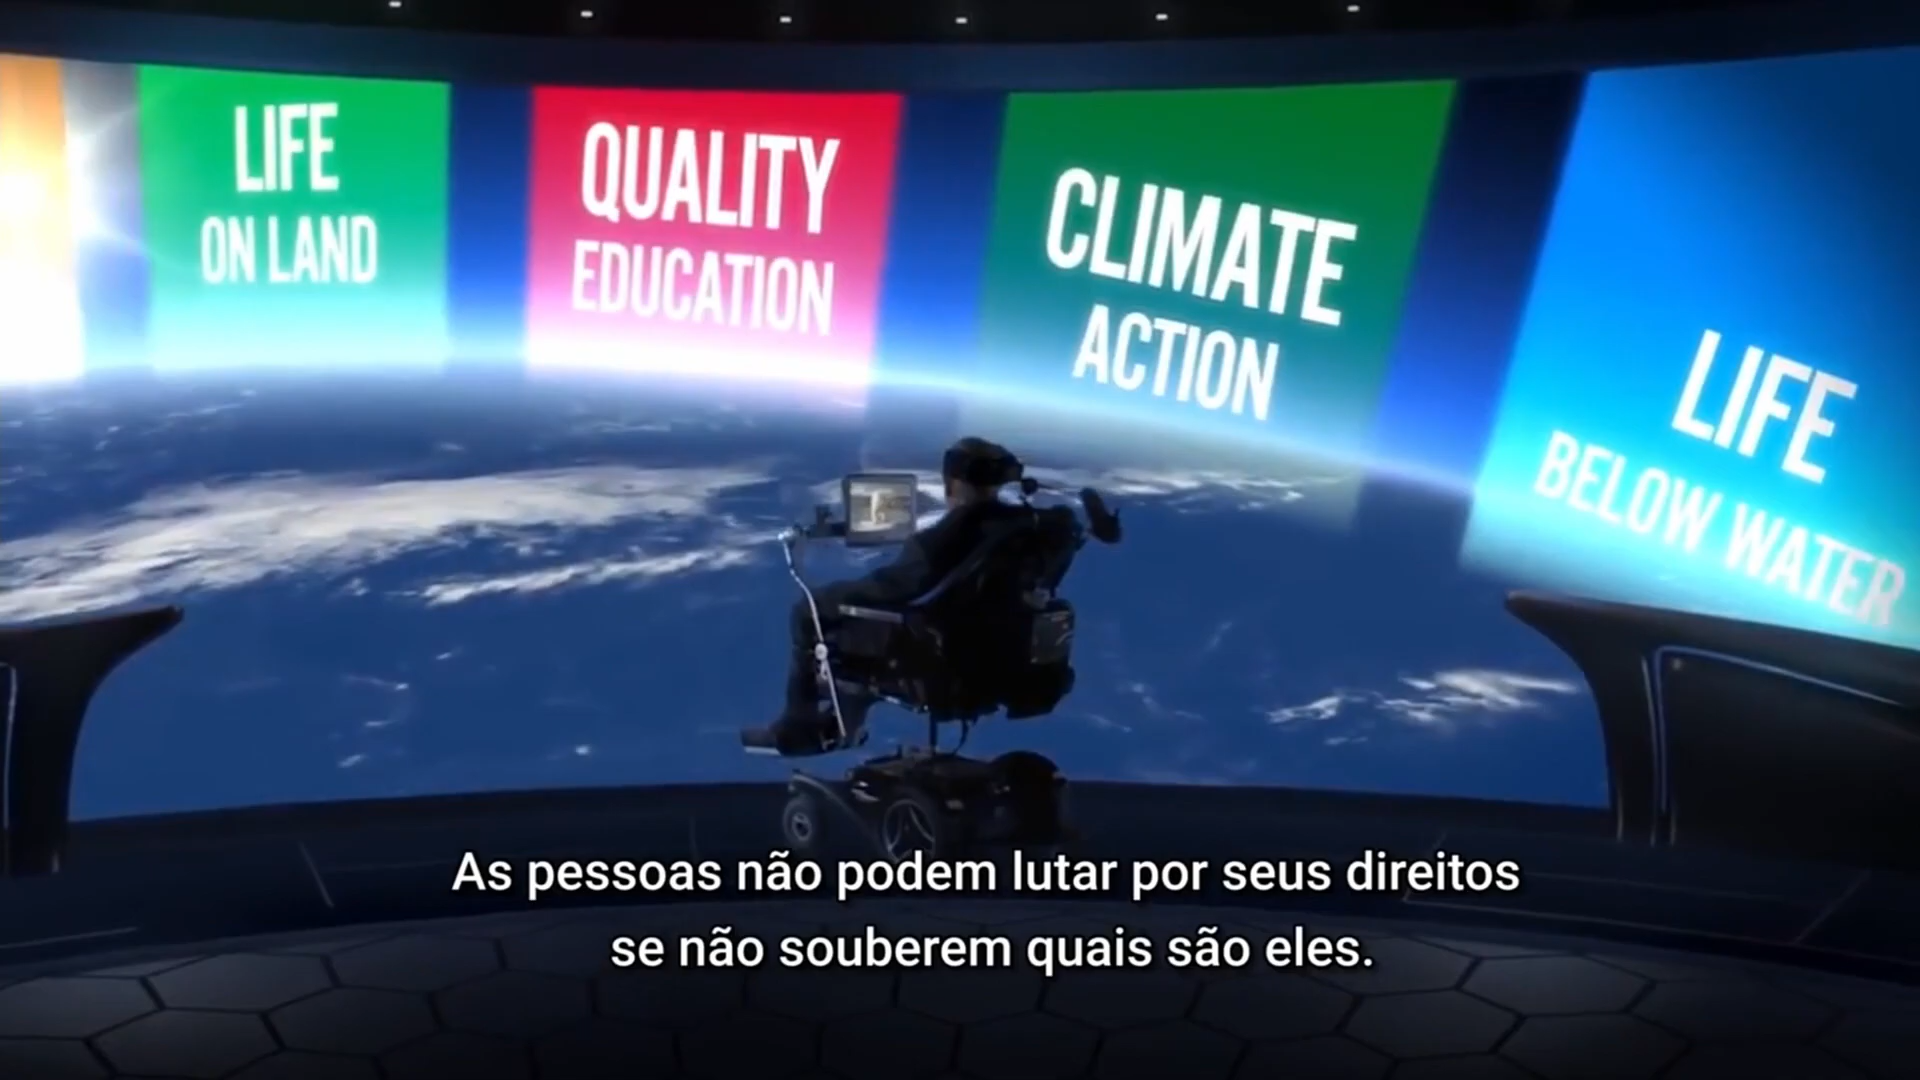 LIFE
ON LAND
QUALITY
EDUCATION
CLIMATE
ACTION
LIFE
BELOW WATER
As pessoas não podem lutar por seus direitos
se não souberem quais são eles.